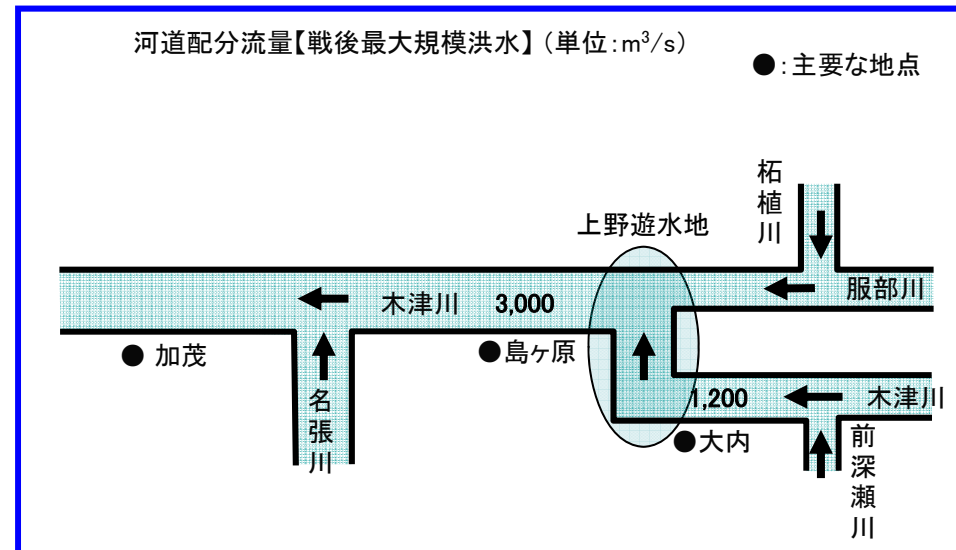 河道配分流量【戦後最大規模洪水】(単位:m³/s)
●:主要な地点
柘植川
上野遊水地
服部川
木津川 3,000
●加茂
●島ヶ原
名張川
1,200
木津川
●大内
前深瀬川